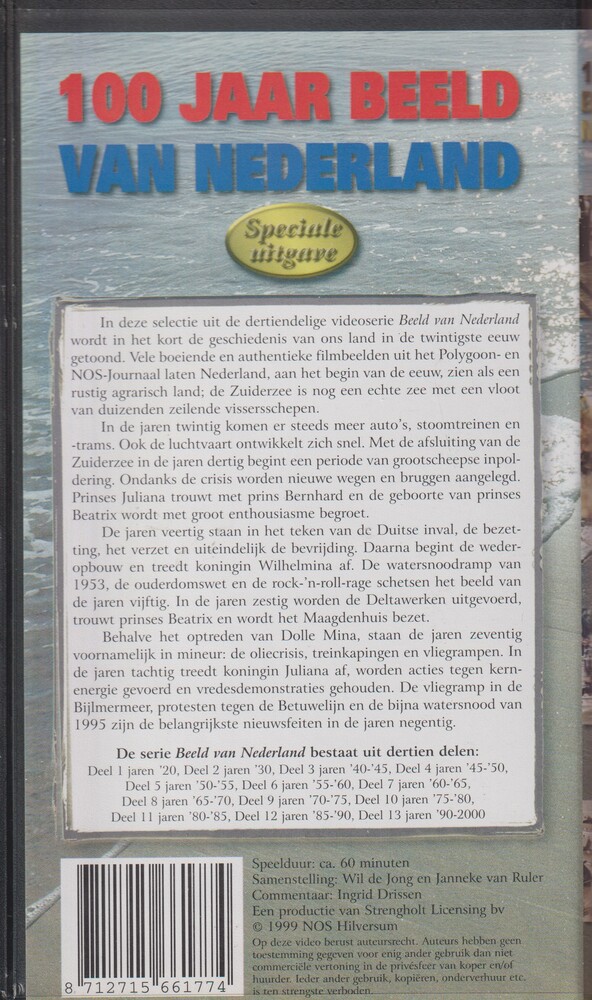 100 JAAR BEELD
VAN NEDERLAND
Speciale
uitgave
In deze selectie uit de dertiendelige videoserie Beeld van Nederland
wordt in het kort de geschiedenis van ons land in de twintigste eeuw
getoond. Vele boeiende en authentieke filmbeelden uit het Polygoon- en
NOS-Journaal laten Nederland, aan het begin van de eeuw, zien als een
rustig agrarisch land; de Zuiderzee is nog een echte zee met een vloot
van duizenden zeilende vissersschepen.
In de jaren twintig komen er steeds meer auto's, stoomtreinen en
-trams. Ook de luchtvaart ontwikkelt zich snel. Met de afsluiting van de
Zuiderzee in de jaren dertig begint een periode van grootscheepse inpol-
dering. Ondanks de crisis worden nieuwe wegen en bruggen aangelegd.
Prinses Juliana trouwt met prins Bernhard en de geboorte van prinses
Beatrix wordt met groot enthousiasme begroet.
De jaren veertig staan in het teken van de Duitse inval, de bezet-
ting, het verzet en uiteindelijk de bevrijding. Daarna begint de weder-
opbouw en treedt koningin Wilhelmina af. De watersnoodramp van
1953, de ouderdomswet en de rock-'n-roll-rage schetsen het beeld van
de jaren vijftig. In de jaren zestig worden de Deltawerken uitgevoerd,
trouwt prinses Beatrix en wordt het Maagdenhuis bezet.
Behalve het optreden van Dolle Mina, staan de jaren zeventig
voornamelijk in mineur: de oliecrisis, treinkapingen en vliegrampen. In
de jaren tachtig treedt koningin Juliana af, worden acties tegen kern-
energie gevoerd en vredesdemonstraties gehouden. De vliegramp in de
Bijlmermeer, protesten tegen de Betuwelijn en de bijna watersnood van
1995 zijn de belangrijkste nieuwsfeiten in de jaren negentig.
De serie Beeld van Nederland bestaat uit dertien delen:
Deel 1 jaren '20, Deel 2 jaren '30, Deel 3 jaren '40-'45, Deel 4 jaren '45-'50,
Deel 5 jaren '50-'55, Deel 6 jaren '55-'60, Deel 7 jaren '60-'65,
Deel 8 jaren '65-'70, Deel 9 jaren '70-'75, Deel 10 jaren '75-'80,
Deel 11 jaren '80-'85, Deel 12 jaren '85-'90, Deel 13 jaren '90-2000
Speelduur: ca. 60 minuten
Samenstelling: Wil de Jong en Janneke van Ruler
Commentaar: Ingrid Drissen
Een productie van Strengholt Licensing bv
© 1999 NOS Hilversum
Op deze video berust auteursrecht. Auteurs hebben geen
toestemming gegeven voor enig ander gebruik dan niet
commerciële vertoning in de privésfeer van koper en/of
huurder. Ieder ander gebruik, kopiëren, onderverhuur etc.
is ten strengste verboden.
8 712715 661774